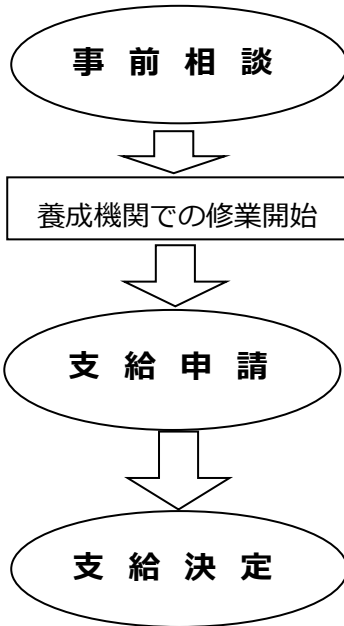 事前相談
養成機関での修業開始
支給申請
支給決定